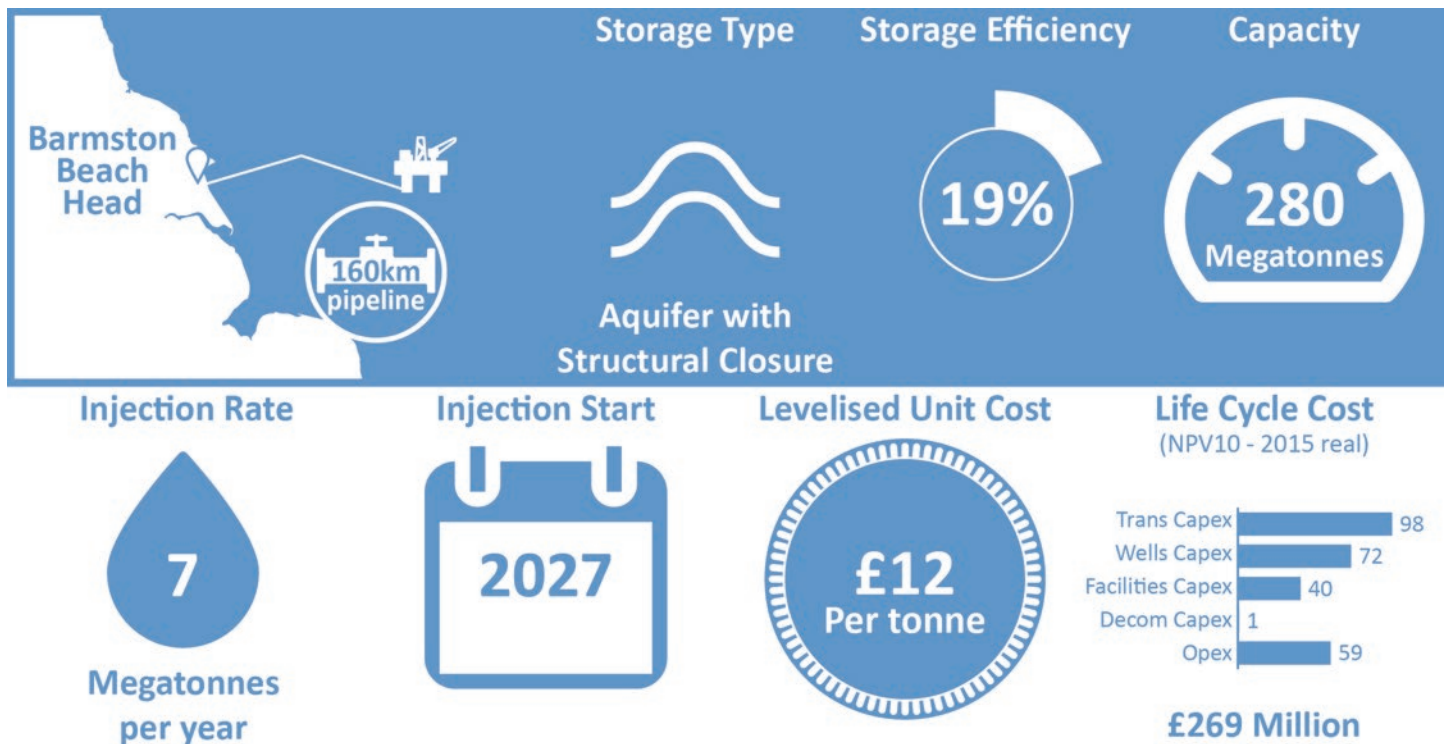 Barmston
Beach
Head
160km
pipeline
Storage Type
Aquifer with
Structural Closure
Storage Efficiency
19%
Capacity
280
Megatonnes
Injection Rate
7
Megatonnes
per year
Injection Start
2027
Levelised Unit Cost
£12
Per tonne
Life Cycle Cost
(NPV10 - 2015 real)
Trans Capex 98
Wells Capex 72
Facilities Capex 40
Decom Capex 1
Opex 59
£269 Million